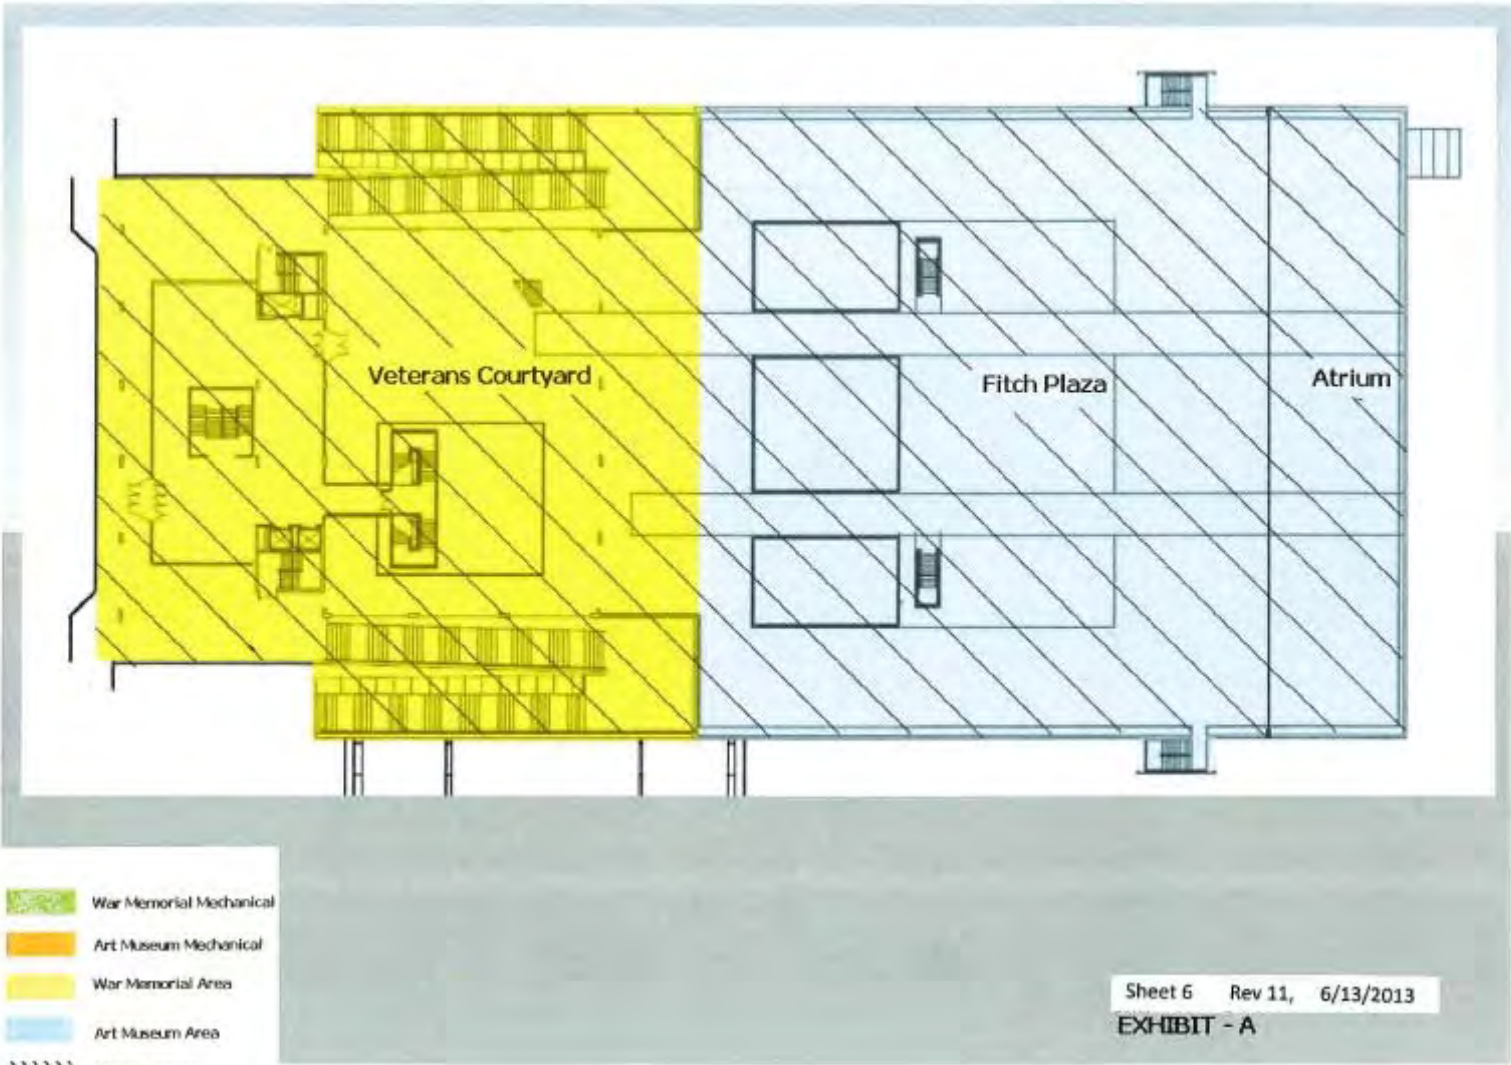 Veterans Courtyard
Fitch Plaza
Atrium
War Memorial Mechanical
Art Museum Mechanical
War Memorial Area
Art Museum Area
Sheet 6 Rev 11, 6/13/2013
EXHIBIT - A